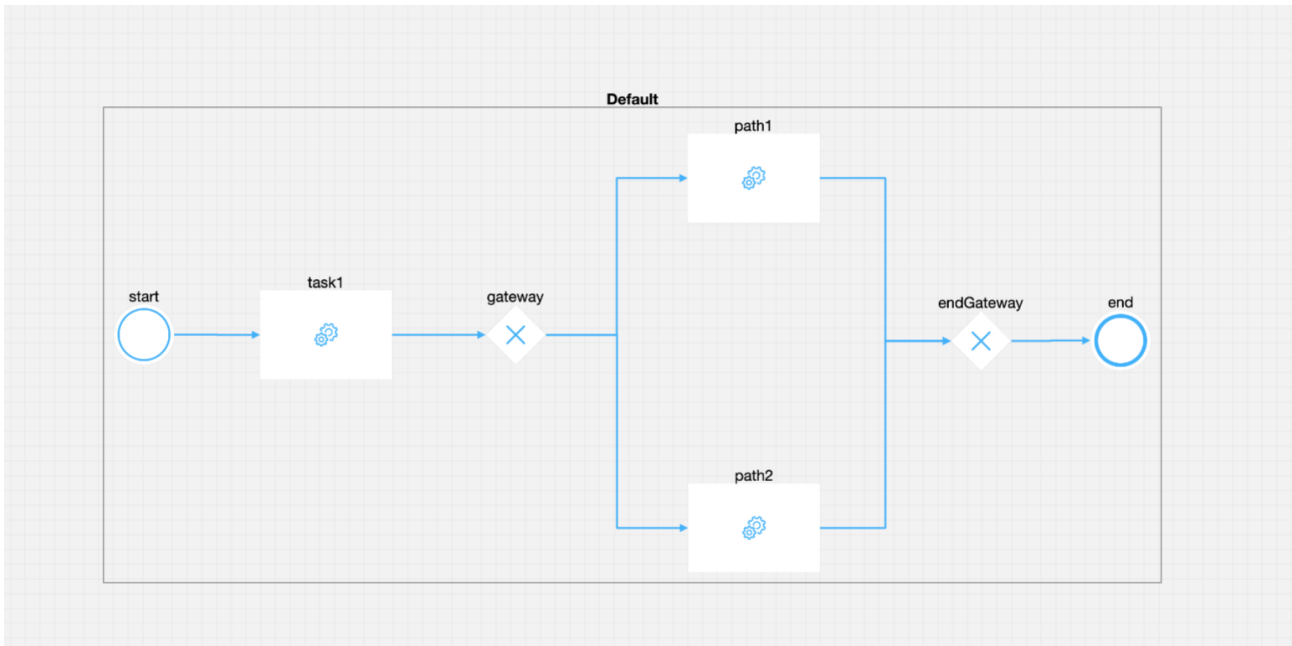 Default
path1
task1
start
gateway
endGateway
end
path2